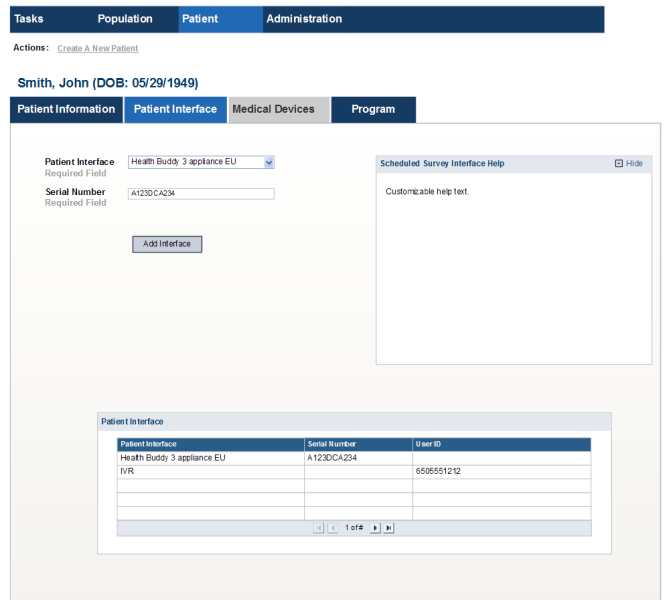 Tasks Population Patient Administration
Actions: Create A New Patient
Smith, John (DOB: 05/29/1949)
Patient Information Patient Interface Medical Devices Program
Patient Interface Health Buddy 3 appliance EU
Required Field
Serial Number A123DCA234
Required Field
Add Interface
Scheduled Survey Interface Help Hide
Customizable help text.
Patient Interface
Patient Interface Serial Number User ID
Health Buddy 3 appliance EU A123DCA234
IVR 6505551212
1 of #